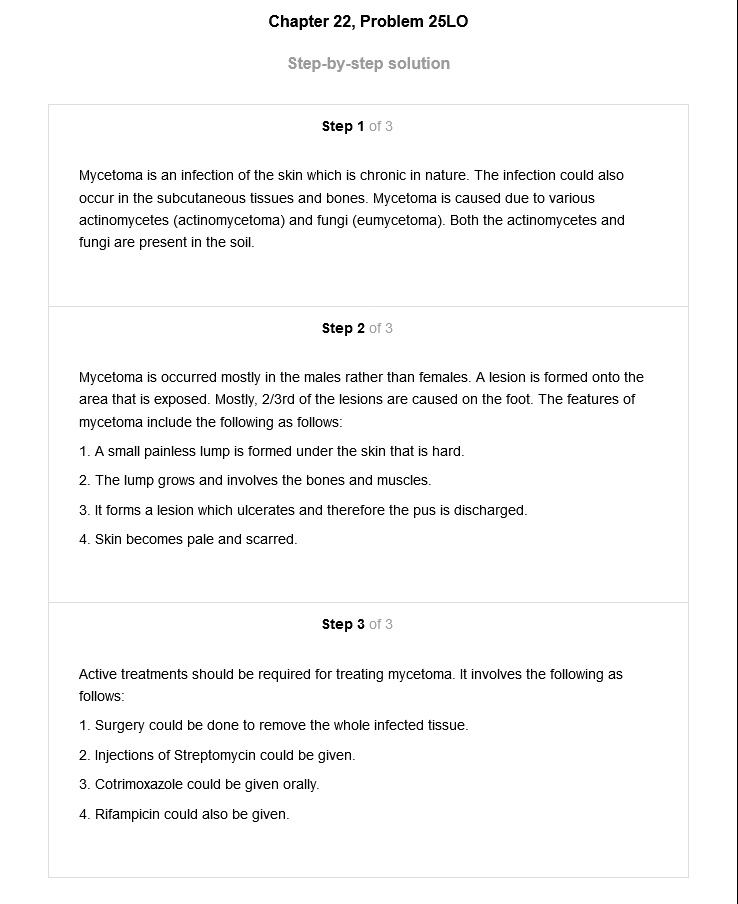 Chapter 22, Problem 25LO
Step-by-step solution
Step 1 of 3
Mycetoma is an infection of the skin which is chronic in nature. The infection could also
occur in the subcutaneous tissues and bones. Mycetoma is caused due to various
actinomycetes (actinomycetoma) and fungi (eumycetoma). Both the actinomycetes and
fungi are present in the soil.
Step 2 of 3
Mycetoma is occurred mostly in the males rather than females. A lesion is formed onto the
area that is exposed. Mostly, 2/3rd of the lesions are caused on the foot. The features of
mycetoma include the following as follows:
1. A small painless lump is formed under the skin that is hard.
2. The lump grows and involves the bones and muscles.
3. It forms a lesion which ulcerates and therefore the pus is discharged.
4. Skin becomes pale and scarred.
Step 3 of 3
Active treatments should be required for treating mycetoma. It involves the following as
follows:
1. Surgery could be done to remove the whole infected tissue.
2. Injections of Streptomycin could be given.
3. Cotrimoxazole could be given orally.
4. Rifampicin could also be given.